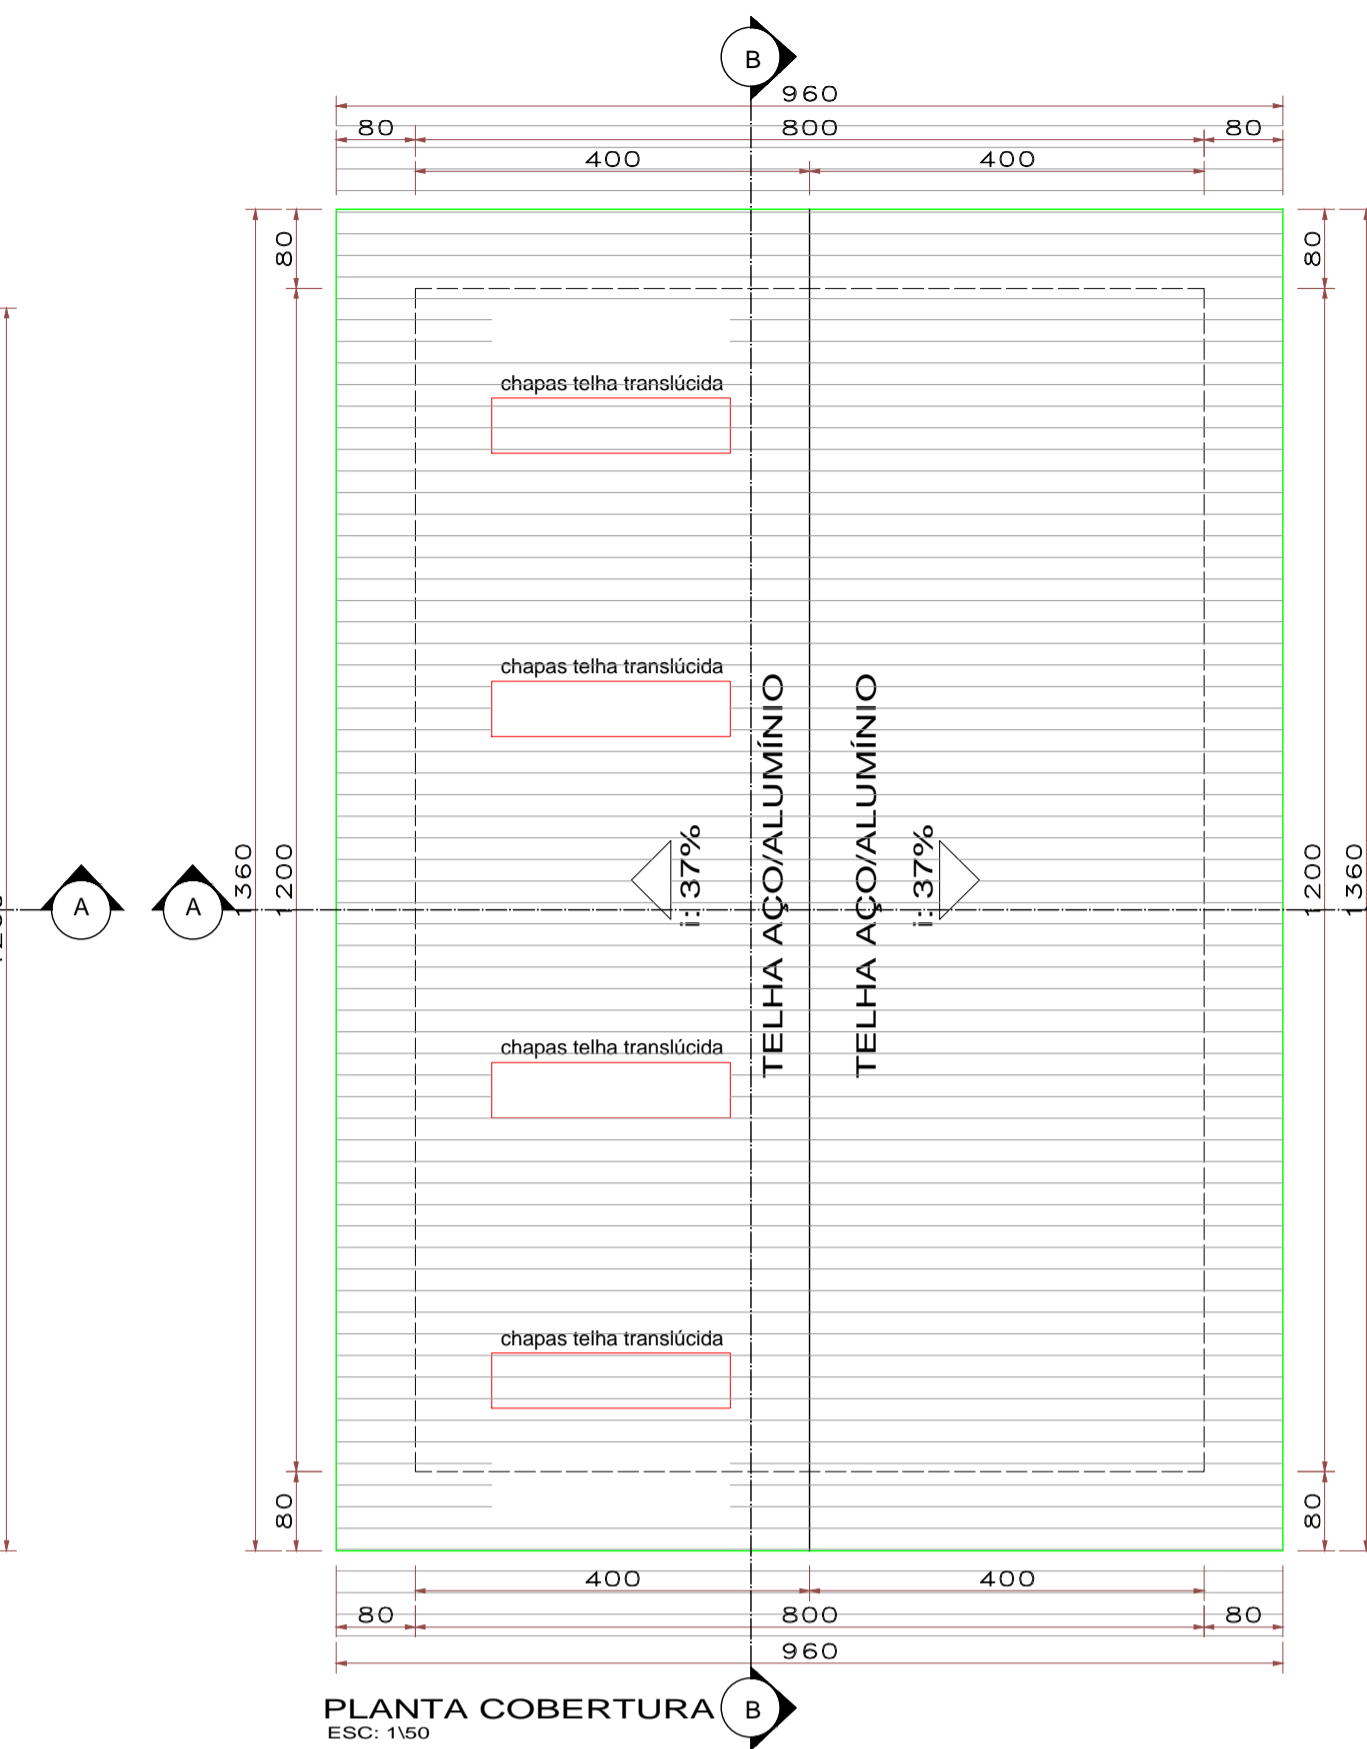 B
960
80 800 80
400 400
80 80
chapas telha translúcida
chapas telha translúcida
TELHA AÇO/ALUMÍNIO
TELHA AÇO/ALUMÍNIO
i: 37%
i: 37%
A
A
1360
1200
1200
1360
chapas telha translúcida
chapas telha translúcida
80 80
400 400
80 800 80
960
PLANTA COBERTURA
B
ESC: 1\50